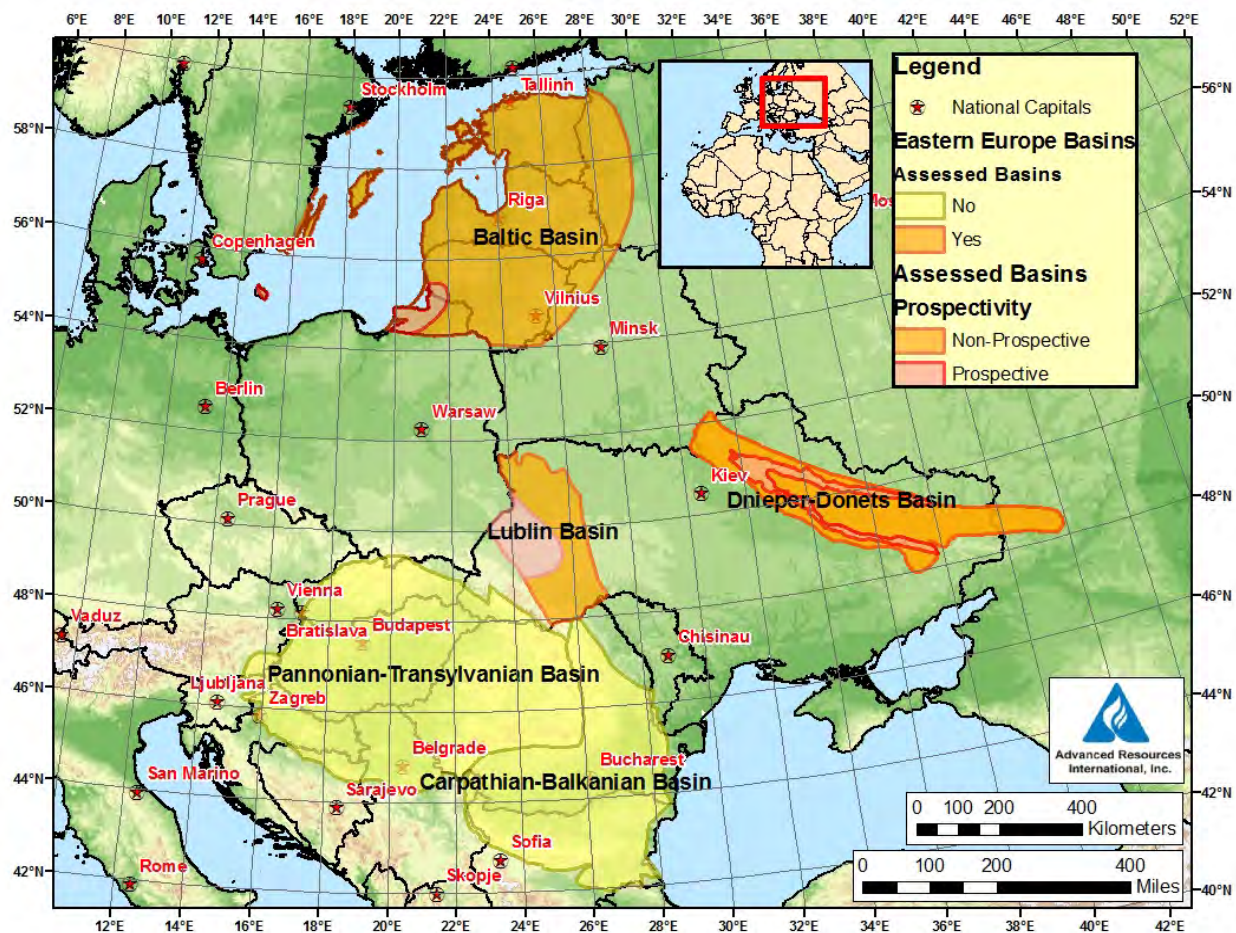 8°E 10°E 12°E 14°E 16°E 18°E 20°E 22°E 24°E 26°E 28°E 30°E 32°E 34°E 36°E 38°E 40°E 42°E 44°E 46°E 48°E 50°E 52°E
58°N
56°N
54°N
52°N
50°N
48°N
46°N
44°N
42°N
56°N
54°N
52°N
50°N
48°N
46°N
44°N
42°N
40°N
Stockholm
Tallinn
Riga
Baltic Basin
Copenhagen
Vilnius
Minsk
Mos
Berlin
Warsaw
Kiev
Dnieper-Donets Basin
Prague
Lublin Basin
Vienna
Vaduz
Bratislava
Budapest
Chisinau
Pannonian-Transylvanian Basin
Ljubljana
Zagreb
Belgrade
Bucharest
San Marino
Sarajevo
Carpathian-Balkanian Basin
Sofia
Rome
Skopje
Legend
National Capitals
Eastern Europe Basins
Assessed Basins
No
Yes
Assessed Basins
Prospectivity
Non-Prospective
Prospective
Advanced Resources
International, Inc.
0 100 200 400
Kilometers
0 100 200 400
Miles
10°E 12°E 14°E 16°E 18°E 20°E 22°E 24°E 26°E 28°E 30°E 32°E 34°E 36°E 38°E 40°E 42°E